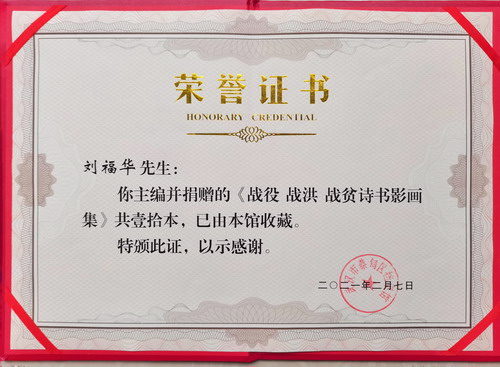 荣誉证书
HONORARY CREDENTIAL
刘福华先生：
你主编并捐赠的《战役 战洪 战贫诗书影画
集》共壹拾本，已由本馆收藏。
特颁此证，以示感谢。
二〇二一年二月七日